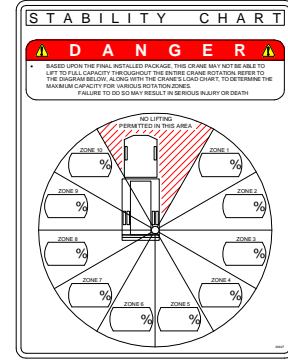 STABILITY CHART
DANGER
• BASED UPON THE FINAL INSTALLED PACKAGE, THIS CRANE MAY NOT BE ABLE TO
LIFT TO FULL CAPACITY THROUGHOUT THE ENTIRE CRANE ROTATION. REFER TO
THE DIAGRAM BELOW, ALONG WITH THE CRANE'S LOAD CHART, TO DETERMINE THE
MAXIMUM CAPACITY FOR VARIOUS ROTATION ZONES.
FAILURE TO DO SO MAY RESULT IN SERIOUS INJURY OR DEATH
NO LIFTING
PERMITTED IN THIS AREA
ZONE 10
%
ZONE 1
%
ZONE 9
%
ZONE 2
%
ZONE 8
%
ZONE 3
%
ZONE 7
%
ZONE 4
%
ZONE 6
%
ZONE 5
%